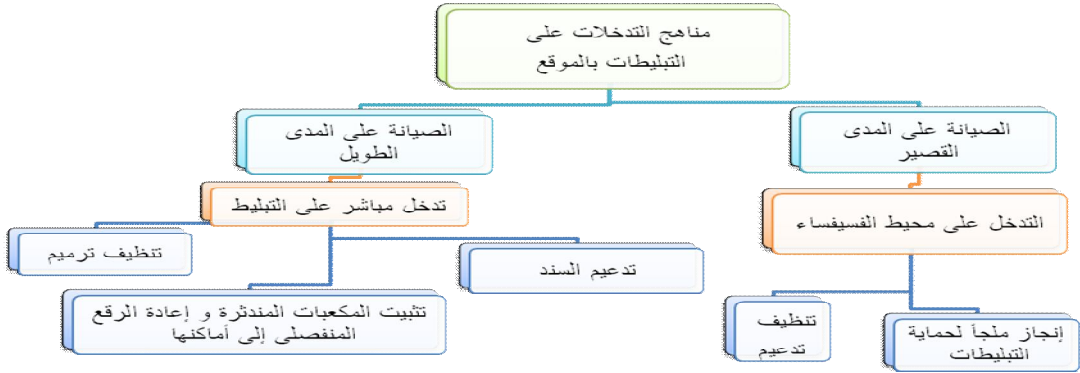 مناهج التدخلات على
التبليطات بالموقع
الصيانة على المدى
القصير
الصيانة على المدى
الطويل
التدخل على محيط الفسيفساء
تدخل مباشر على التبليط
إنجاز ملجأ لحماية
التبليطات
تنظيف
تدعيم
تدعيم السند
تنظيف ترميم
تثبيت المكعبات المندثرة و إعادة الرقع
المنفصلى إلى أماكنها